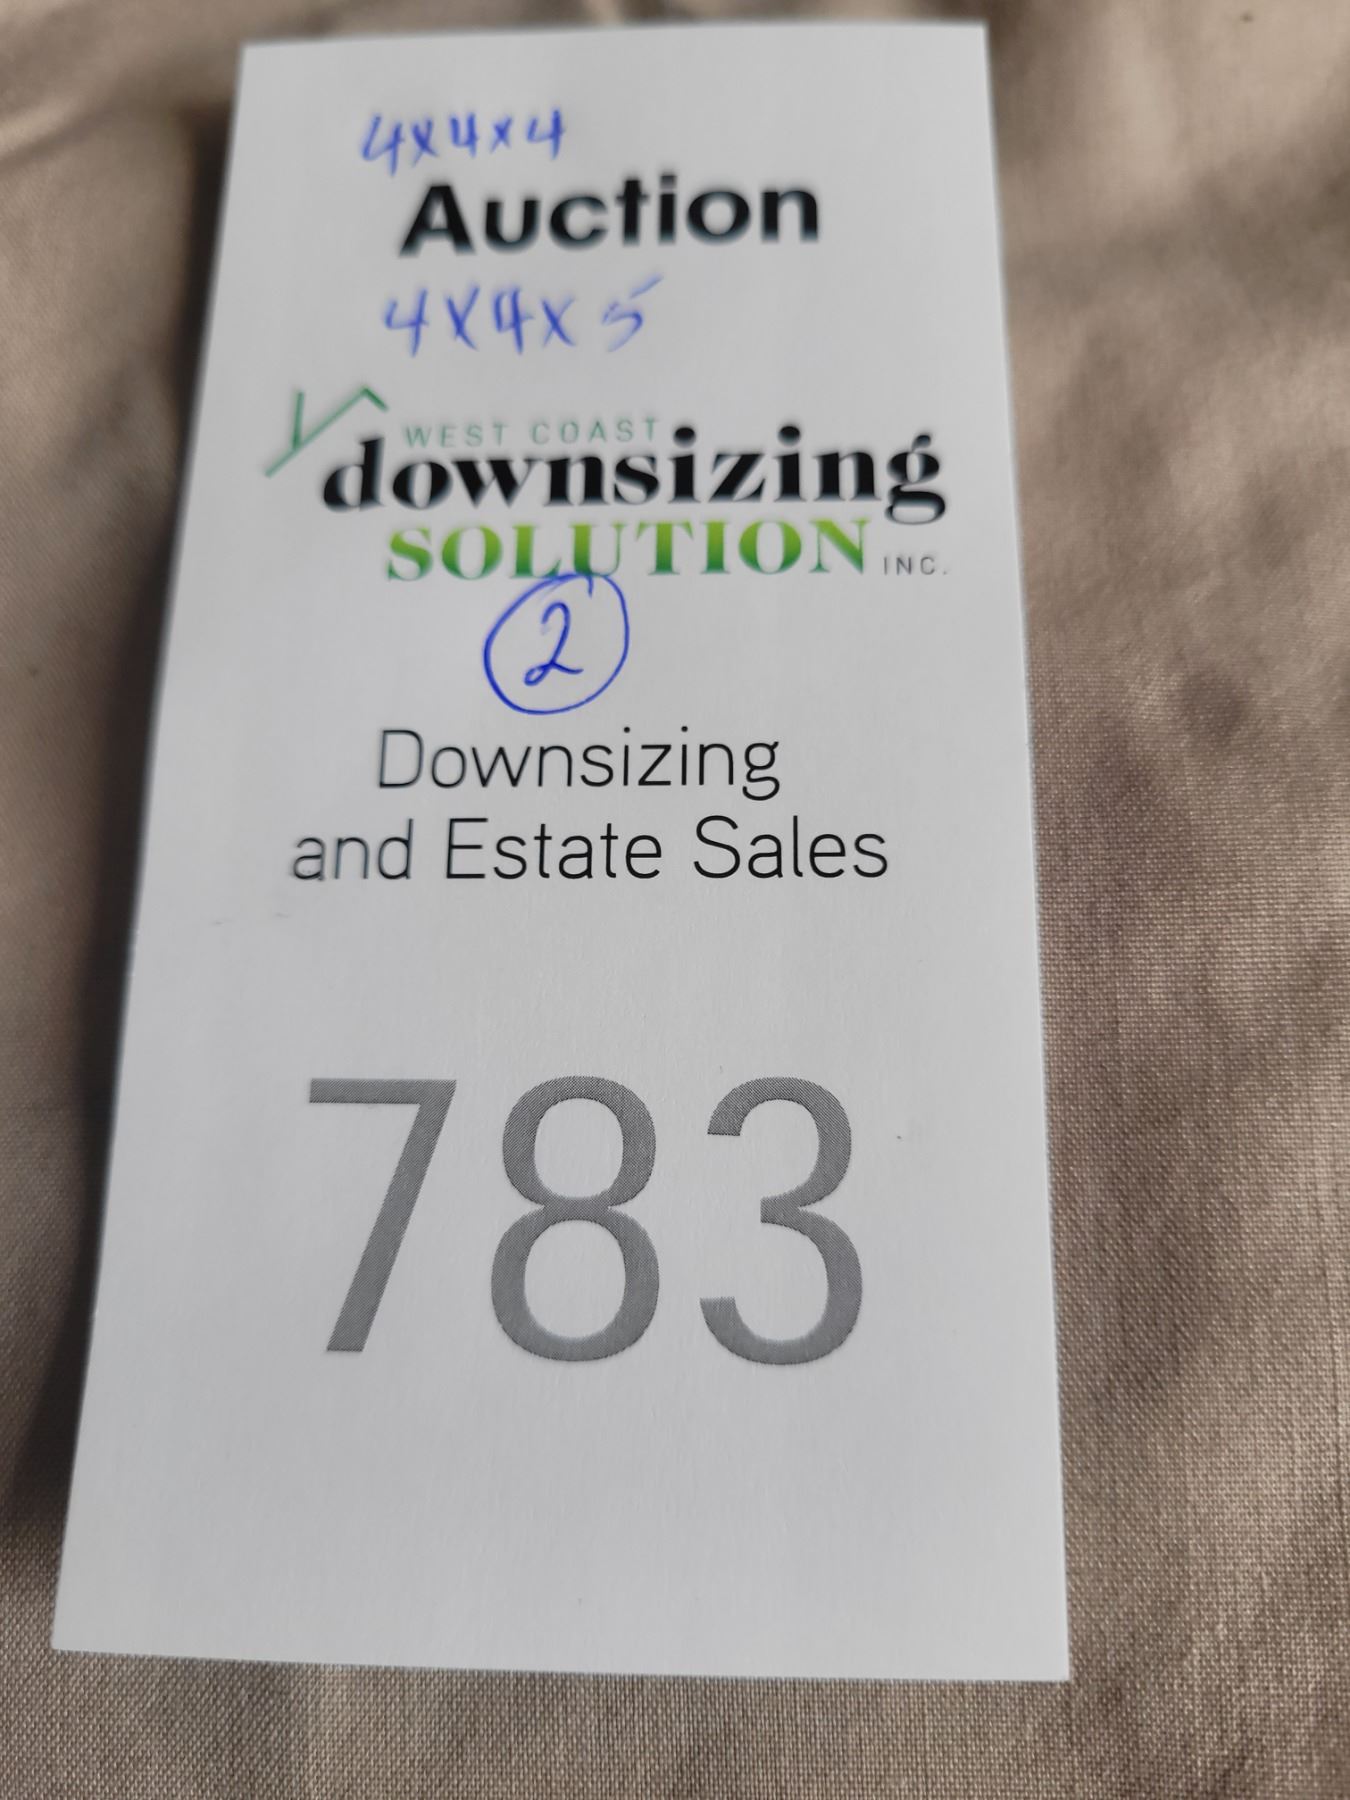 4x4x4
Auction
4x4x5
WEST COAST
downsizing
SOLUTION INC.
2
Downsizing
and Estate Sales
783